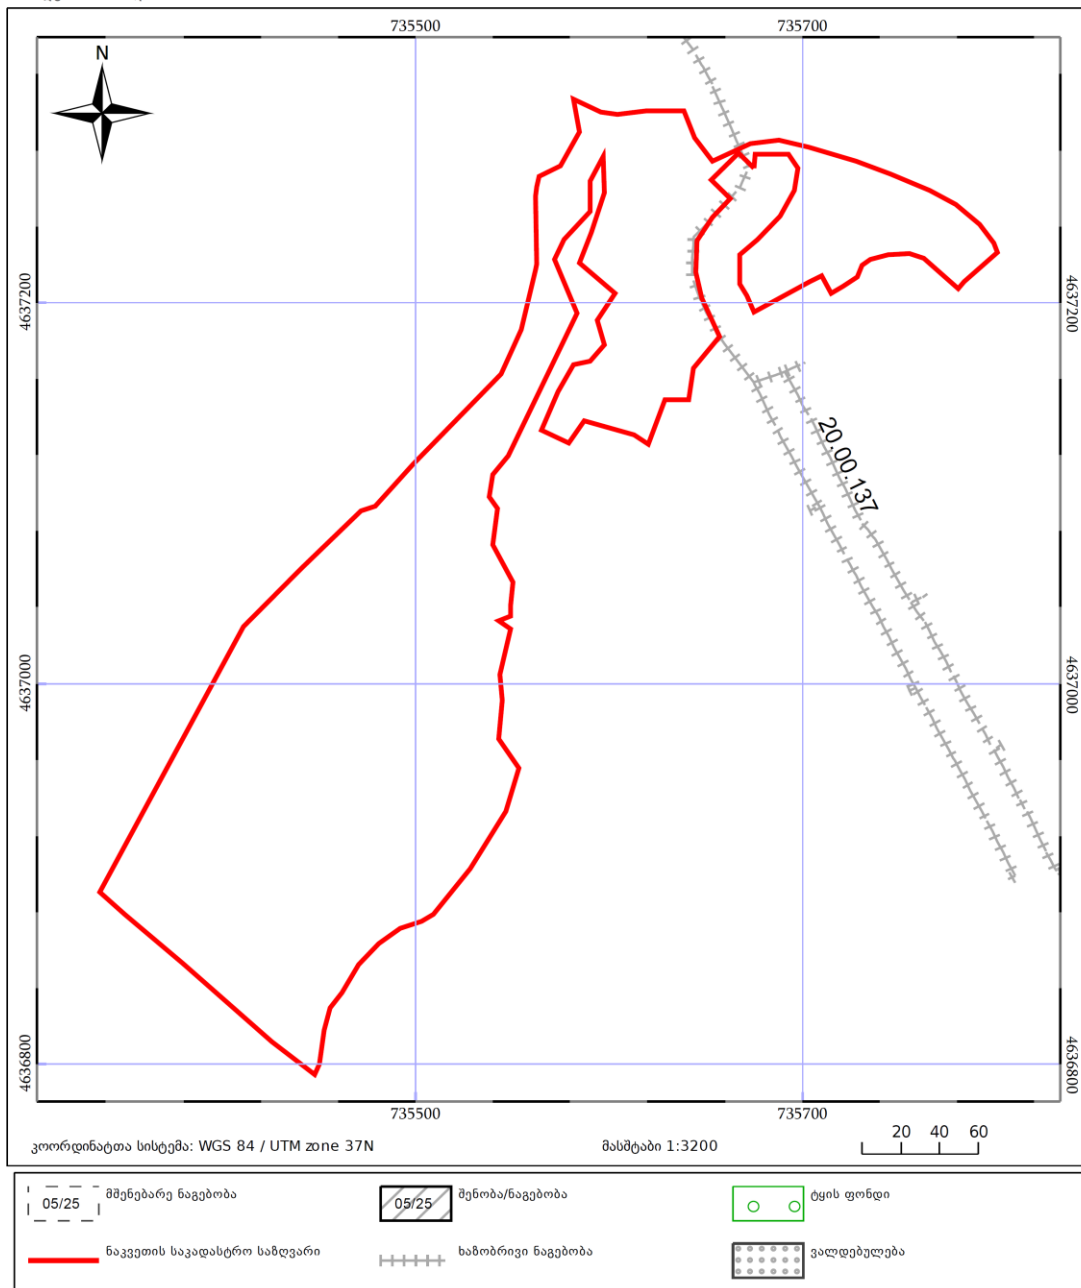 735500 735700
N
4637200 4637200
20.00.137
4637000 4637000
4636800 4636800
735500 735700
კოორდინატთა სისტემა: WGS 84 / UTM zone 37N მასშტაბი 1:3200 20 40 60
05/25 მშენებარე ნაგებობა 05/25 შენობა/ნაგებობა ტყის ფონდი
ნაკვეთის საკადასტრო საზღვარი ხაზობრივი ნაგებობა ვალდებულება